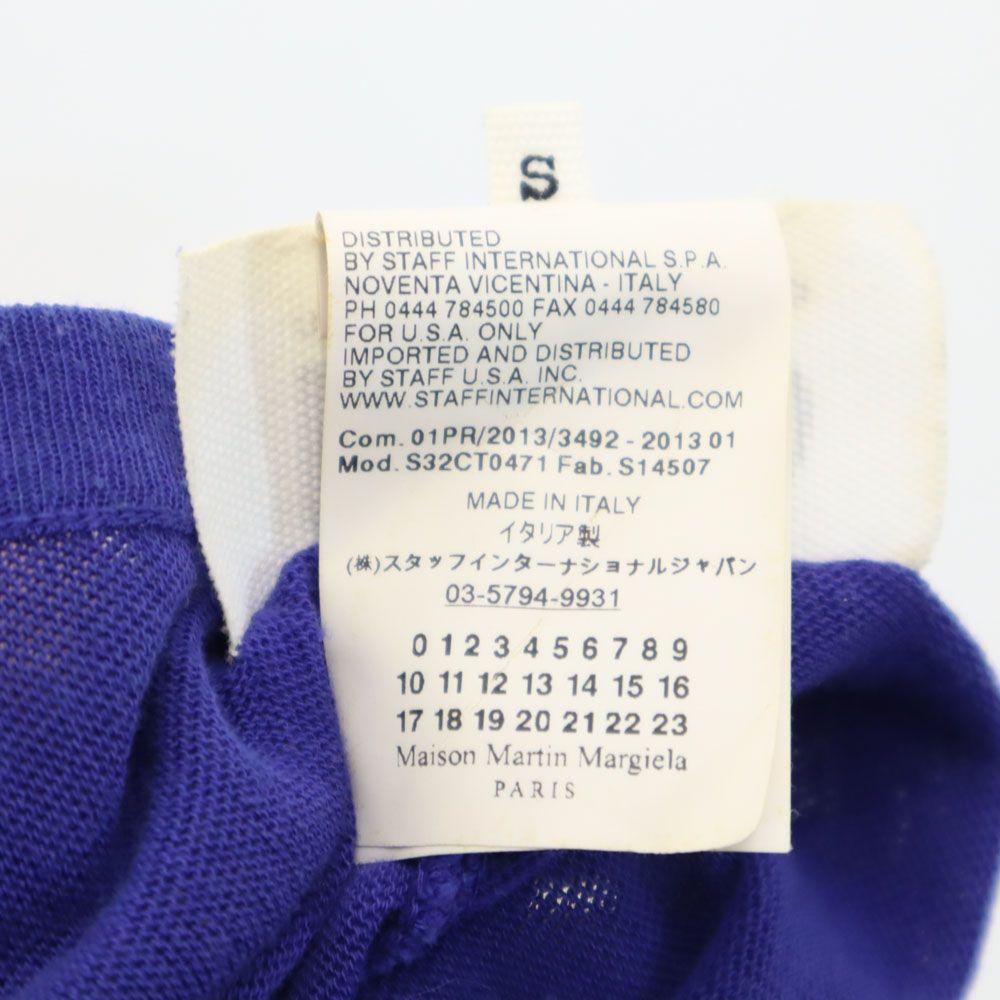 S
DISTRIBUTED
BY STAFF INTERNATIONAL S.P.A.
NOVENTA VICENTINA - ITALY
PH 0444 784500 FAX 0444 784580
FOR U.S.A. ONLY
IMPORTED AND DISTRIBUTED
BY STAFF U.S.A. INC.
WWW.STAFFINTERNATIONAL.COM
Com. 01PR/2013/3492 - 2013 01
Mod. S32CT0471 Fab. S14507
MADE IN ITALY
イタリア製
(株)スタッフインターナショナルジャパン
03-5794-9931
0 1 2 3 4 5 6 7 8 9
10 11 12 13 14 15 16
17 18 19 20 21 22 23
Maison Martin Margiela
PARIS